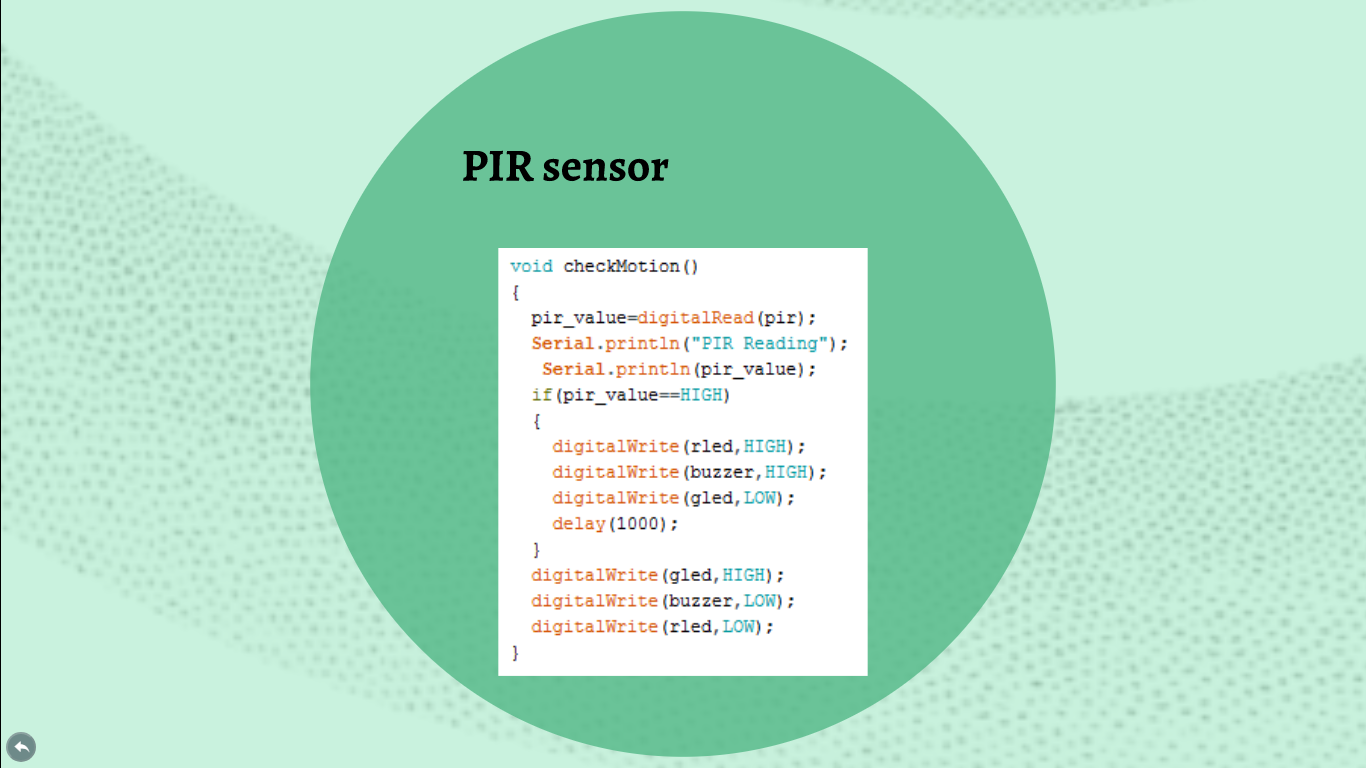 PIR sensor
void checkMotion()
{
  pir_value=digitalRead(pir);
  Serial.println("PIR Reading");
   Serial.println(pir_value);
  if(pir_value==HIGH)
  {
    digitalWrite(rled,HIGH);
    digitalWrite(buzzer,HIGH);
    digitalWrite(gled,LOW);
    delay(1000);
  }
  digitalWrite(gled,HIGH);
  digitalWrite(buzzer,LOW);
  digitalWrite(rled,LOW);
}